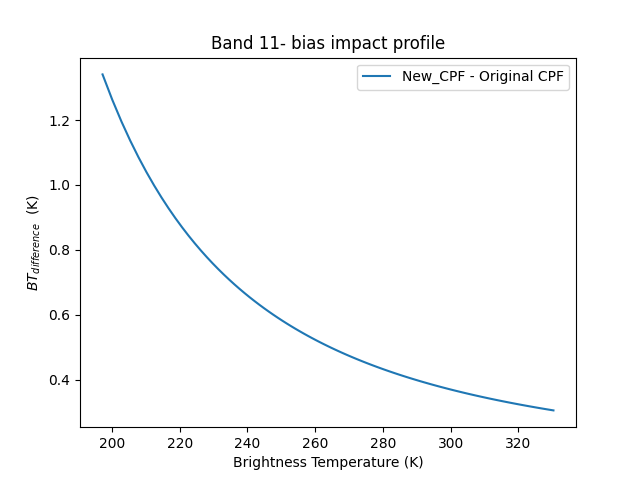 Band 11- bias impact profile
New_CPF - Original CPF
1.2
1.0
0.8
0.6
0.4
BT_difference (K)
200 220 240 260 280 300 320
Brightness Temperature (K)